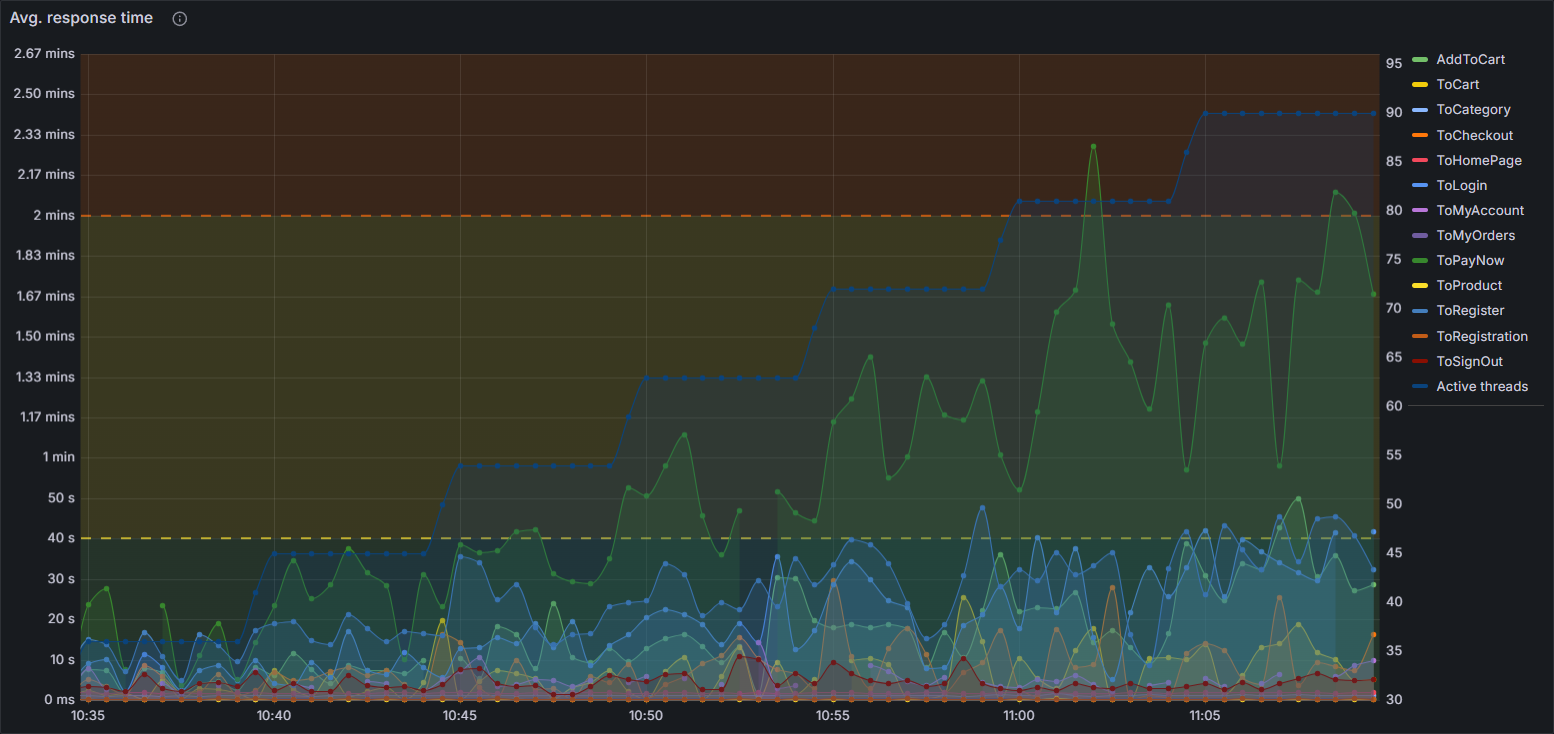 Avg. response time
2.67 mins
2.50 mins
2.33 mins
2.17 mins
2 mins
1.83 mins
1.67 mins
1.50 mins
1.33 mins
1.17 mins
1 min
50 s
40 s
30 s
20 s
10 s
0 ms
10:35 10:40 10:45 10:50 10:55 11:00 11:05
95
90
85
80
75
70
65
60
55
50
45
40
35
30
AddToCart
ToCart
ToCategory
ToCheckout
ToHomePage
ToLogin
ToMyAccount
ToMyOrders
ToPayNow
ToProduct
ToRegister
ToRegistration
ToSignOut
Active threads